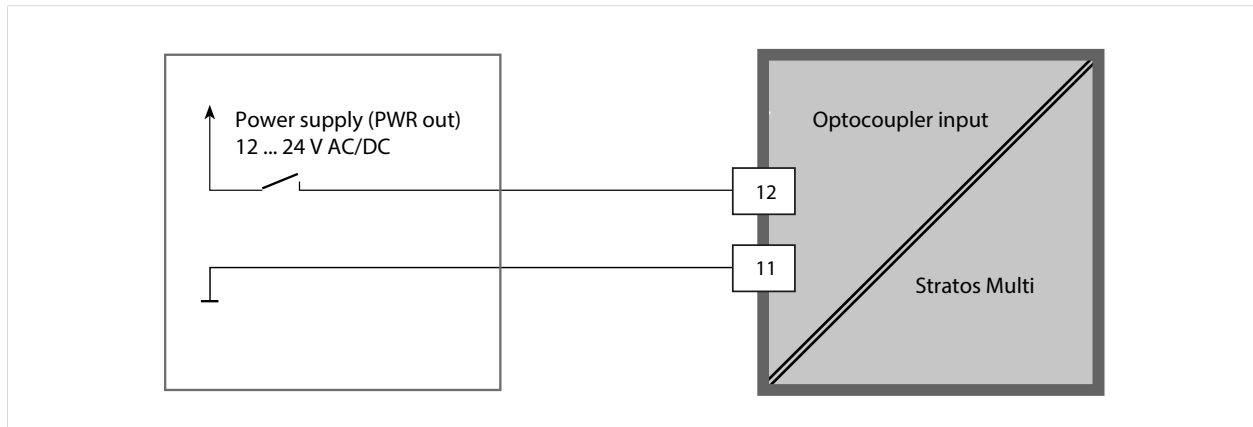 Power supply (PWR out)
12 ... 24 V AC/DC
Optocoupler input
12
11
Stratos Multi